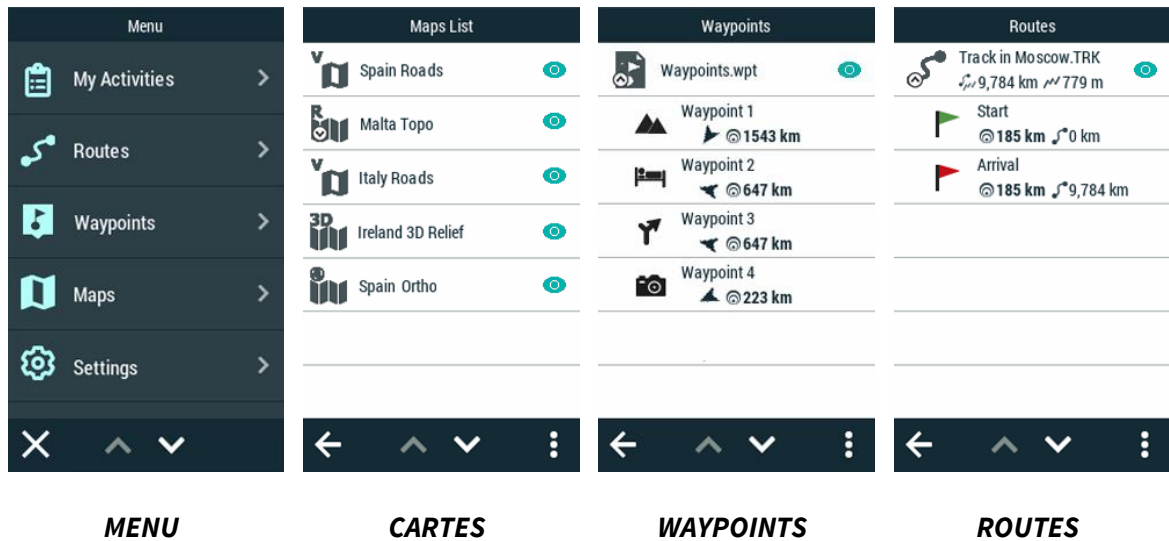 Menu
My Activities
Routes
Waypoints
Maps
Settings
Maps List
V
Spain Roads
R
Malta Topo
V
Italy Roads
3D
Ireland 3D Relief
Spain Ortho
Waypoints
Waypoints.wpt
Waypoint 1
1543 km
Waypoint 2
647 km
Waypoint 3
647 km
Waypoint 4
223 km
Routes
Track in Moscow.TRK
9,784 km 779 m
Start
185 km 0 km
Arrival
185 km 9,784 km
MENU
CARTES
WAYPOINTS
ROUTES